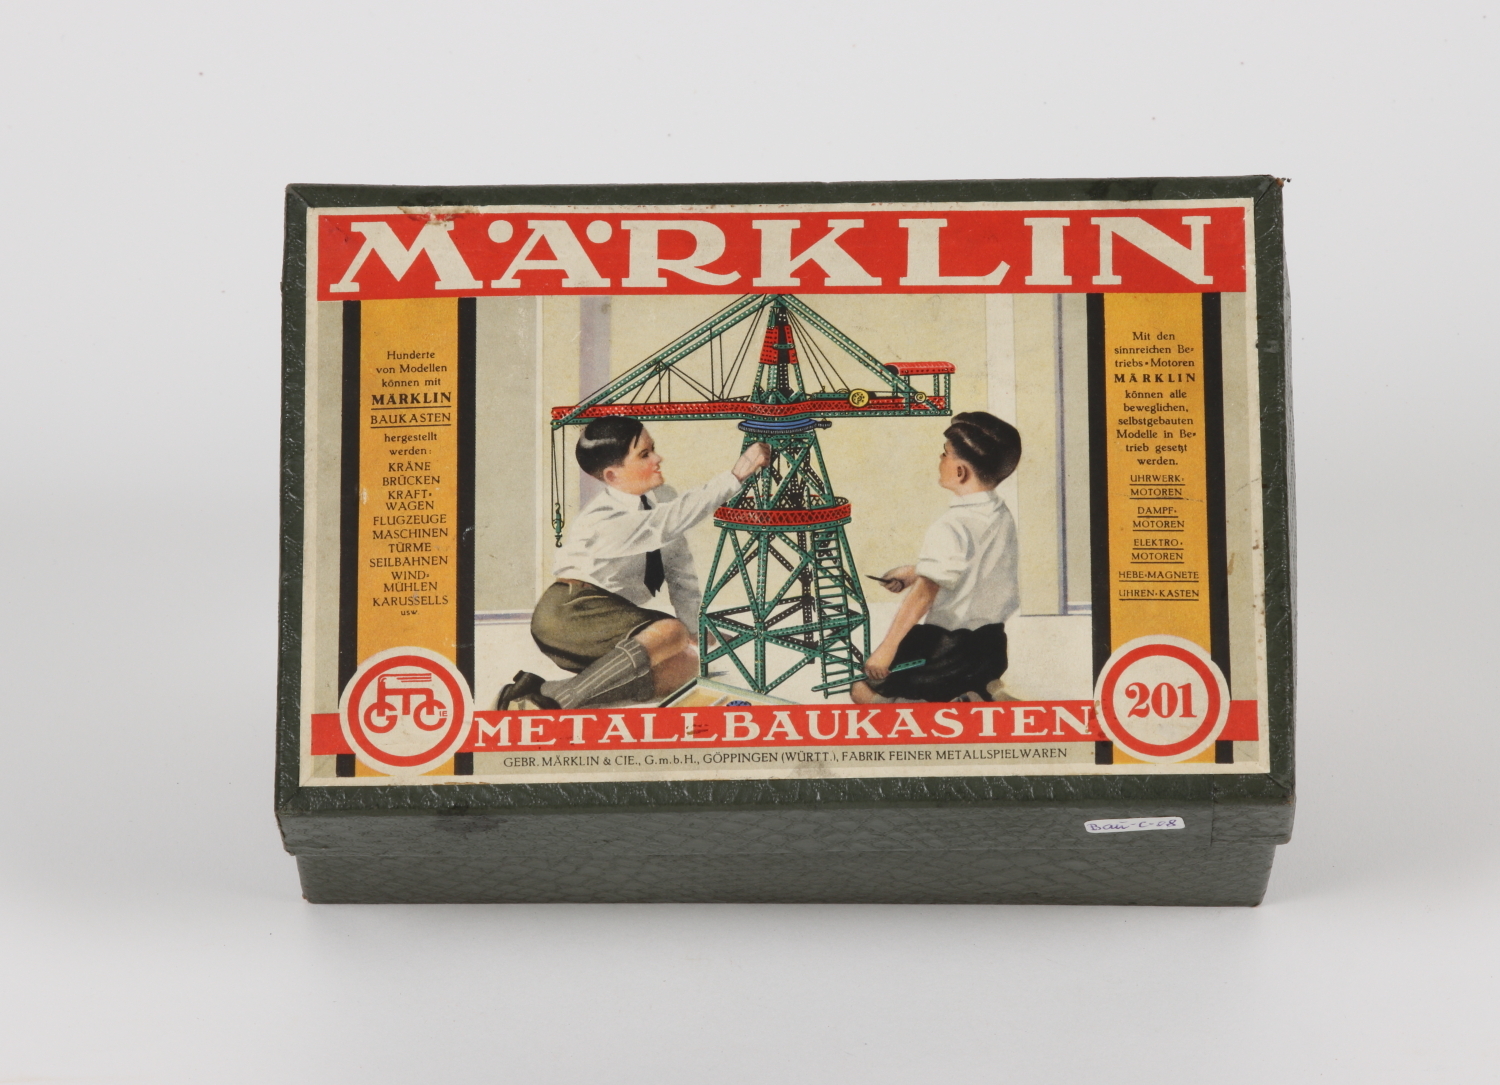 MÄRKLIN
Hunderte
von Modellen
können mit
MÄRKLIN
BAUKASTEN
hergestellt
werden:
KRÄNE
BRÜCKEN
KRAFT-
WAGEN
FLUGZEUGE
MASCHINEN
TÜRME
SEILBAHNEN
WIND-
MÜHLEN
KARUSSELLS
usw.
Mit den
sinnreichen Be-
triebs-Motoren
MÄRKLIN
können alle
beweglichen,
selbstgebauten
Modelle in Be-
trieb gesetzt
werden.
UHRWERK-
MOTOREN
DAMPF-
MOTOREN
ELEKTRO-
MOTOREN
HEBE-MAGNETE
UHREN-KASTEN
GMCIE
METALLBAUKASTEN
201
GEBR. MÄRKLIN & CIE., G.m.b.H., GÖPPINGEN (WÜRTT.), FABRIK FEINER METALLSPIELWAREN
Bau-C-08